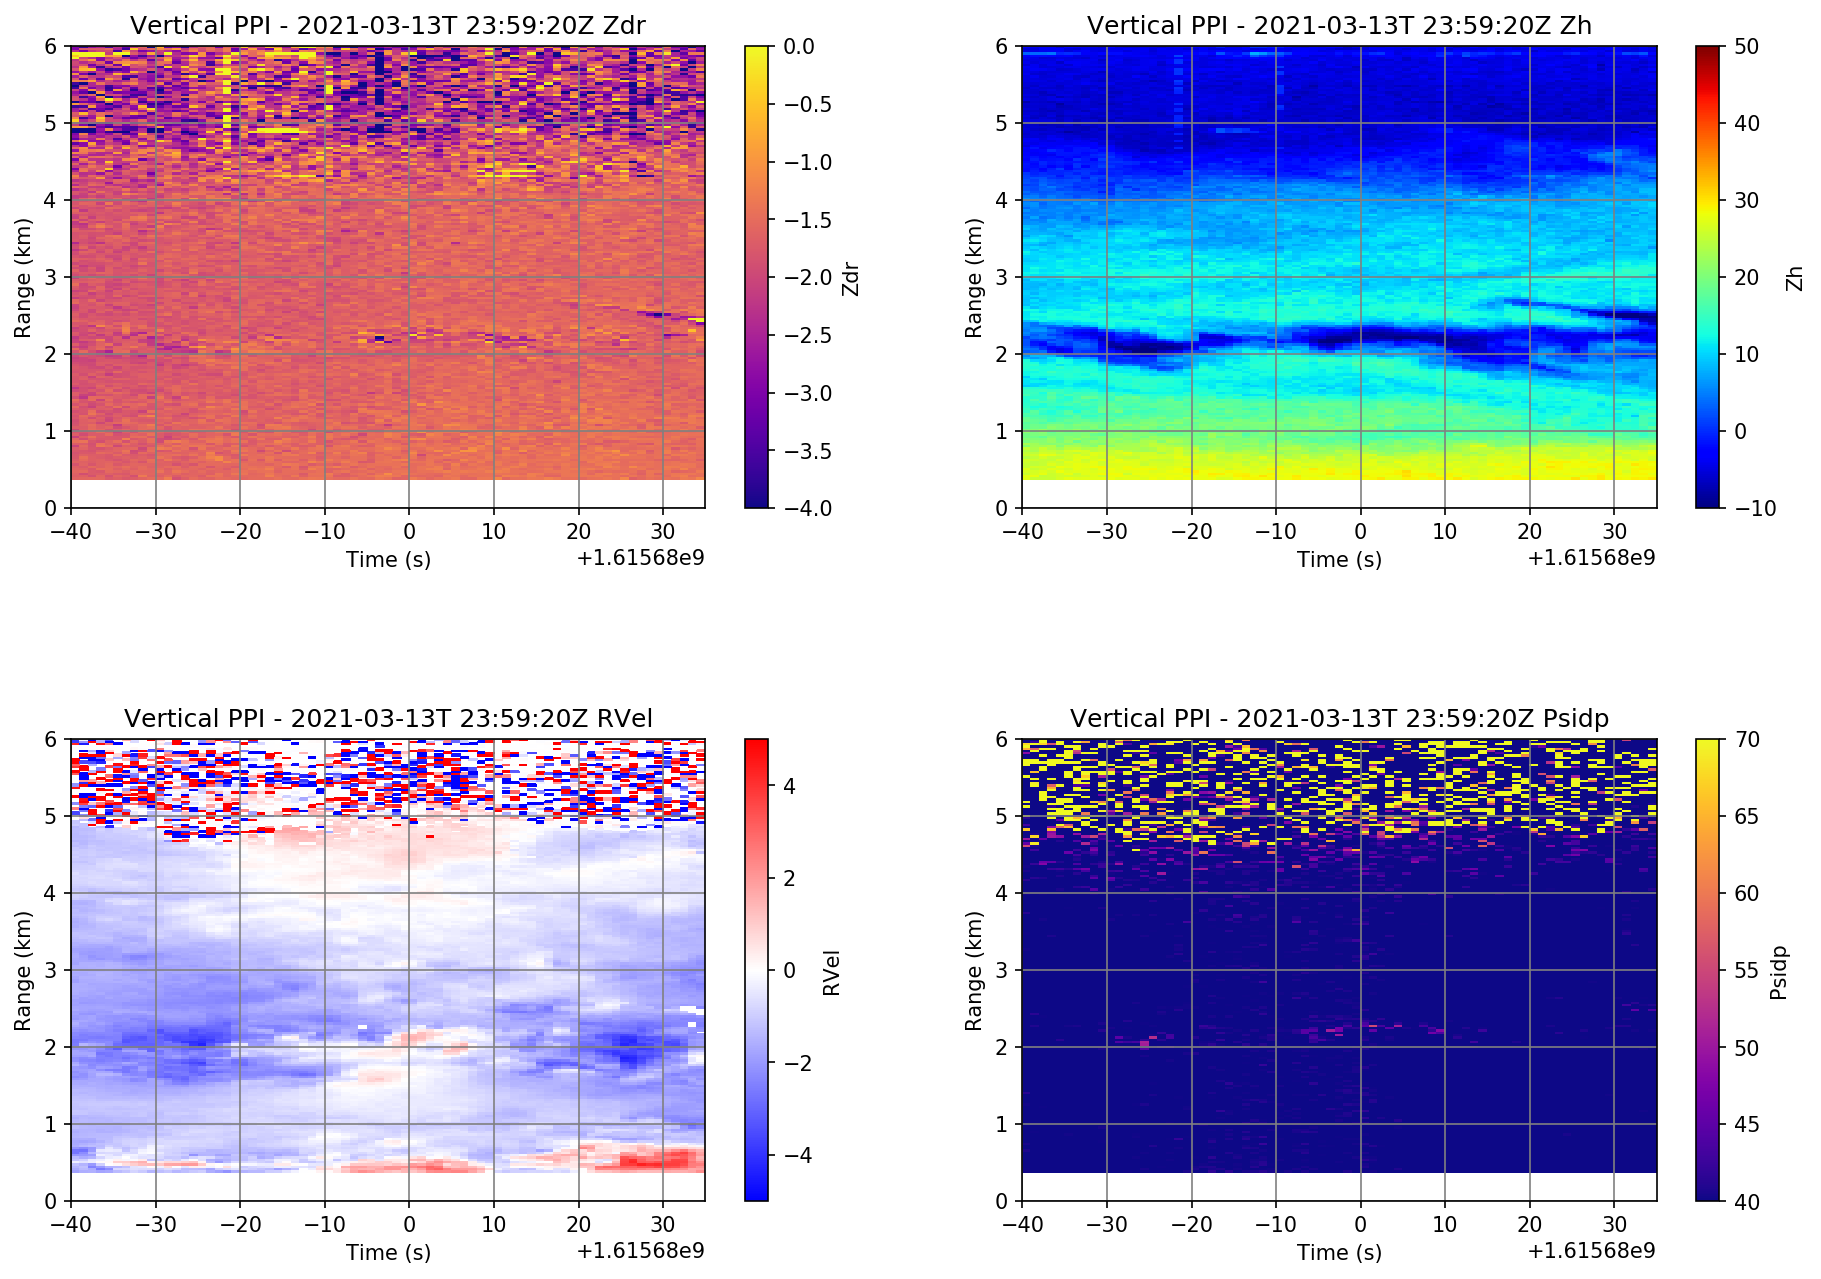 Vertical PPI - 2021-03-13T 23:59:20Z Zdr
6
5
4
3
2
1
0
Range (km)
−40 −30 −20 −10 0 10 20 30
Time (s)
+1.61568e9
0.0
−0.5
−1.0
−1.5
−2.0
−2.5
−3.0
−3.5
−4.0
Zdr
Vertical PPI - 2021-03-13T 23:59:20Z Zh
6
5
4
3
2
1
0
Range (km)
−40 −30 −20 −10 0 10 20 30
Time (s)
+1.61568e9
50
40
30
20
10
0
−10
Zh
Vertical PPI - 2021-03-13T 23:59:20Z RVel
6
5
4
3
2
1
0
Range (km)
−40 −30 −20 −10 0 10 20 30
Time (s)
+1.61568e9
4
2
0
−2
−4
RVel
Vertical PPI - 2021-03-13T 23:59:20Z Psidp
6
5
4
3
2
1
0
Range (km)
−40 −30 −20 −10 0 10 20 30
Time (s)
+1.61568e9
70
65
60
55
50
45
40
Psidp